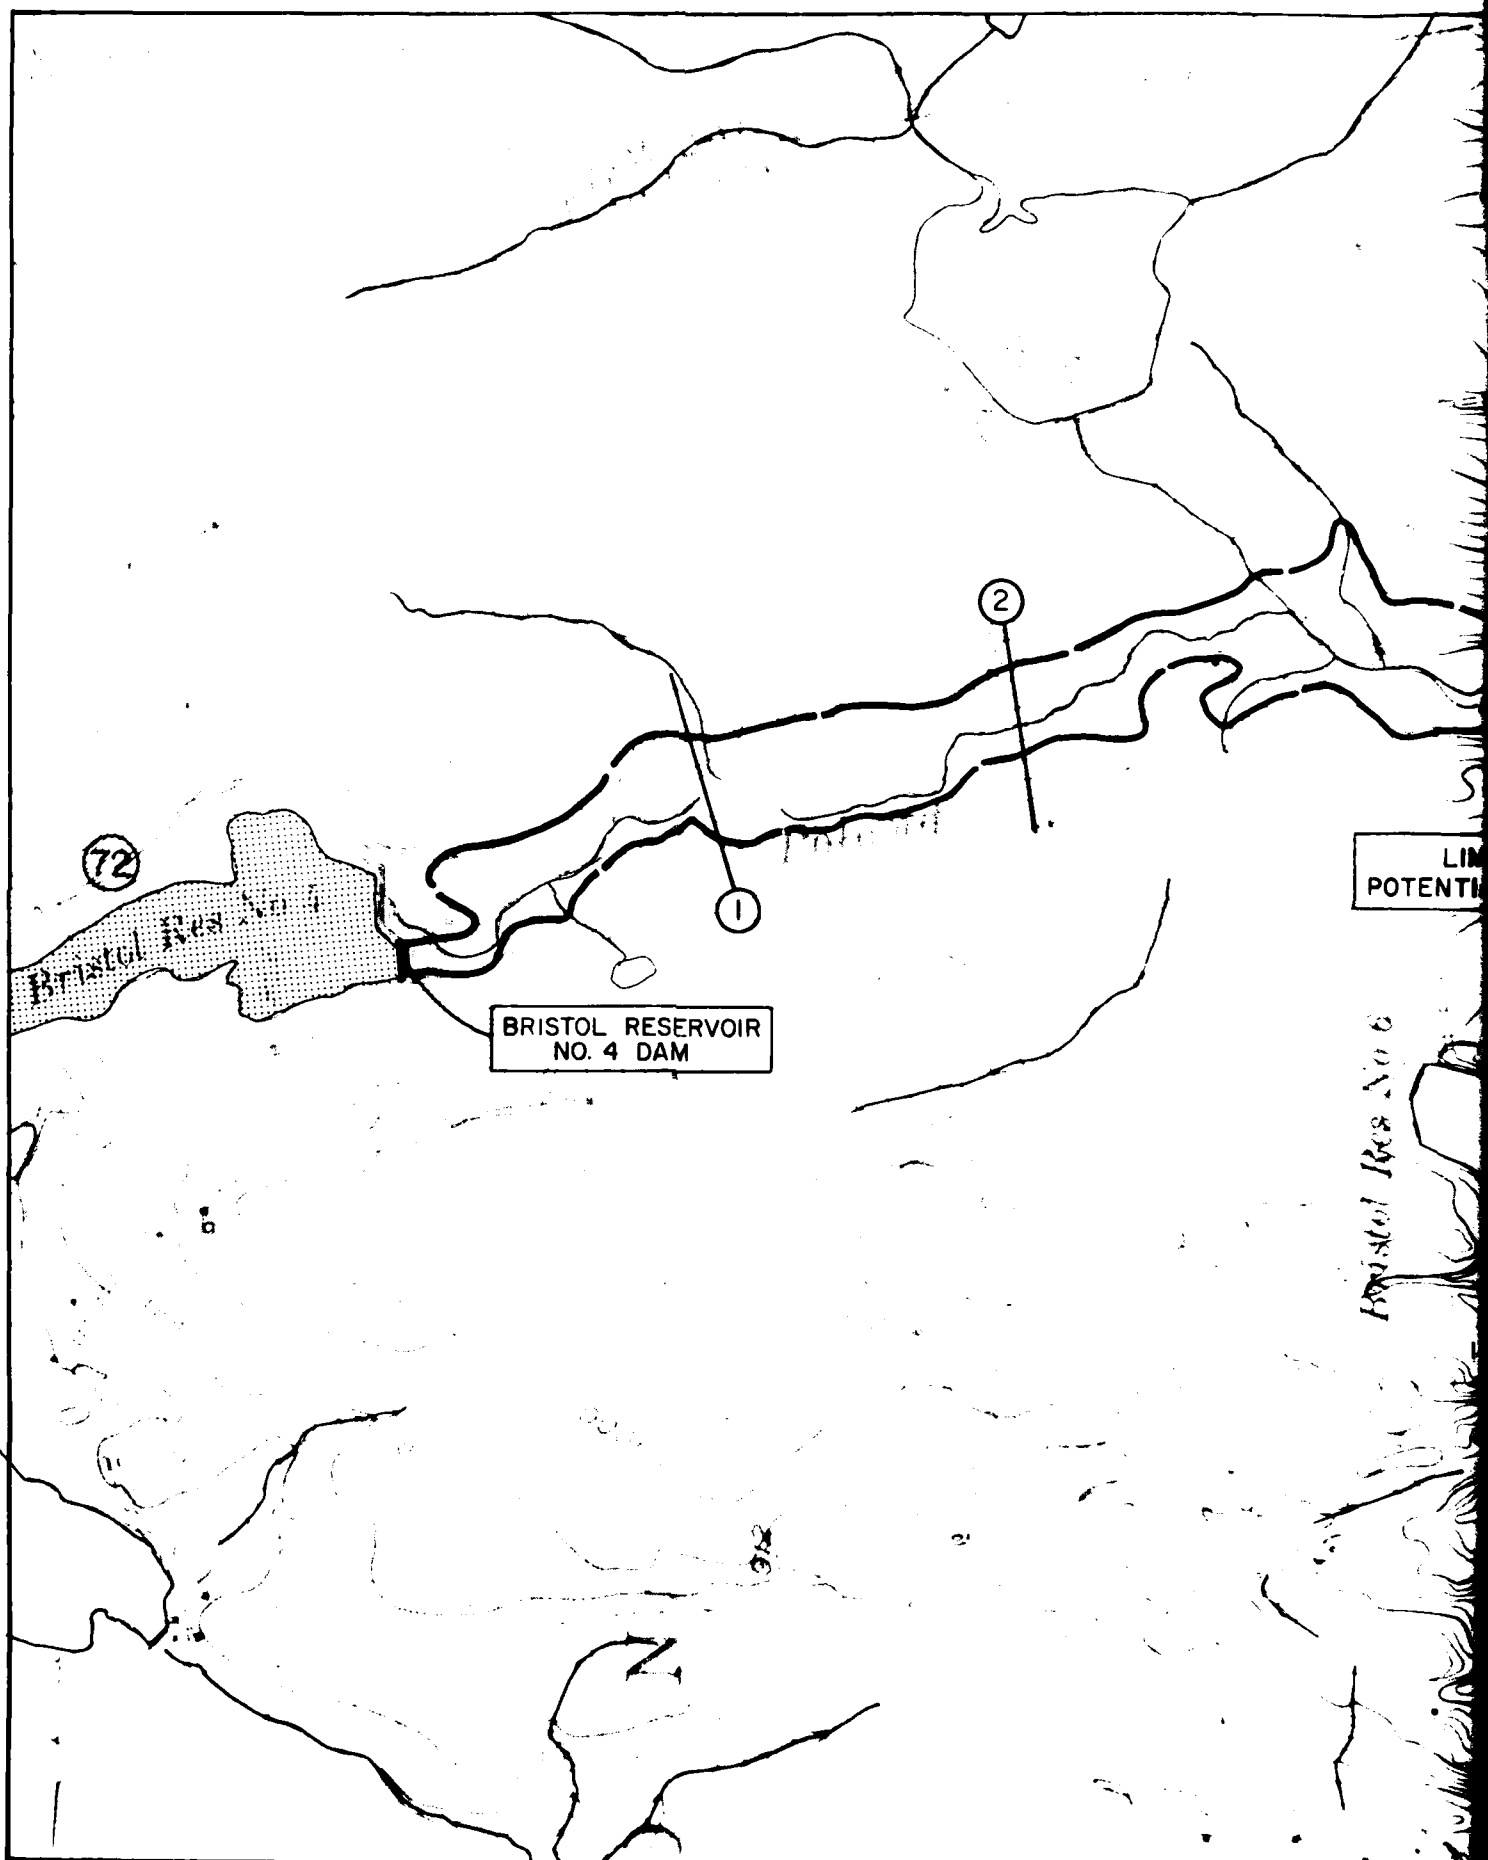 2
72
LIM
POTENTI
Bristol Res No 4
1
BRISTOL RESERVOIR
NO. 4 DAM
Bristol Res No 6
N